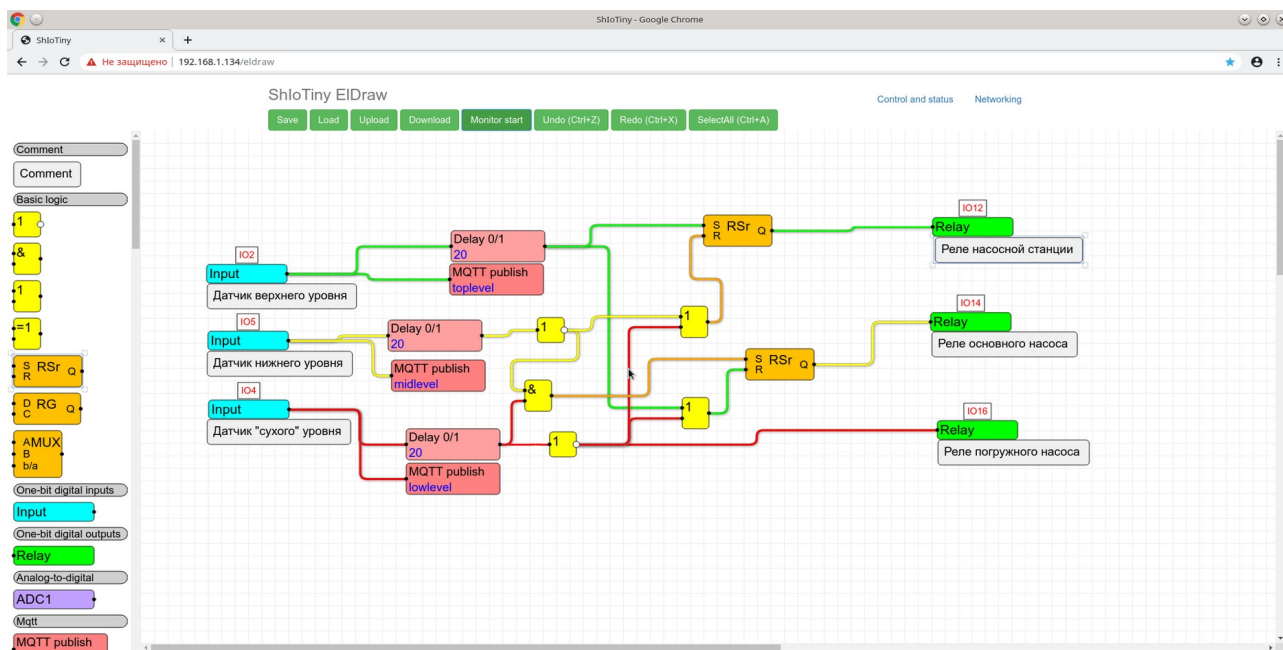 ShIoTiny - Google Chrome
ShIoTiny
Не защищено | 192.168.1.134/eldraw
ShIoTiny ElDraw
Control and status Networking
Save Load Upload Download Monitor start Undo (Ctrl+Z) Redo (Ctrl+X) SelectAll (Ctrl+A)
Comment
Comment
Basic logic
1
&
1
=1
S RSr Q
R
D RG Q
C
A MUX
B
b/a
One-bit digital inputs
Input
One-bit digital outputs
Relay
Analog-to-digital
ADC1
Mqtt
MQTT publish
IO2
Input
Датчик верхнего уровня
IO5
Input
Датчик нижнего уровня
IO4
Input
Датчик "сухого" уровня
Delay 0/1
20
MQTT publish
toplevel
Delay 0/1
20
MQTT publish
midlevel
Delay 0/1
20
MQTT publish
lowlevel
1
&
1
S RSr Q
R
1
S RSr Q
R
1
IO12
Relay
Реле насосной станции
IO14
Relay
Реле основного насоса
IO16
Relay
Реле погружного насоса